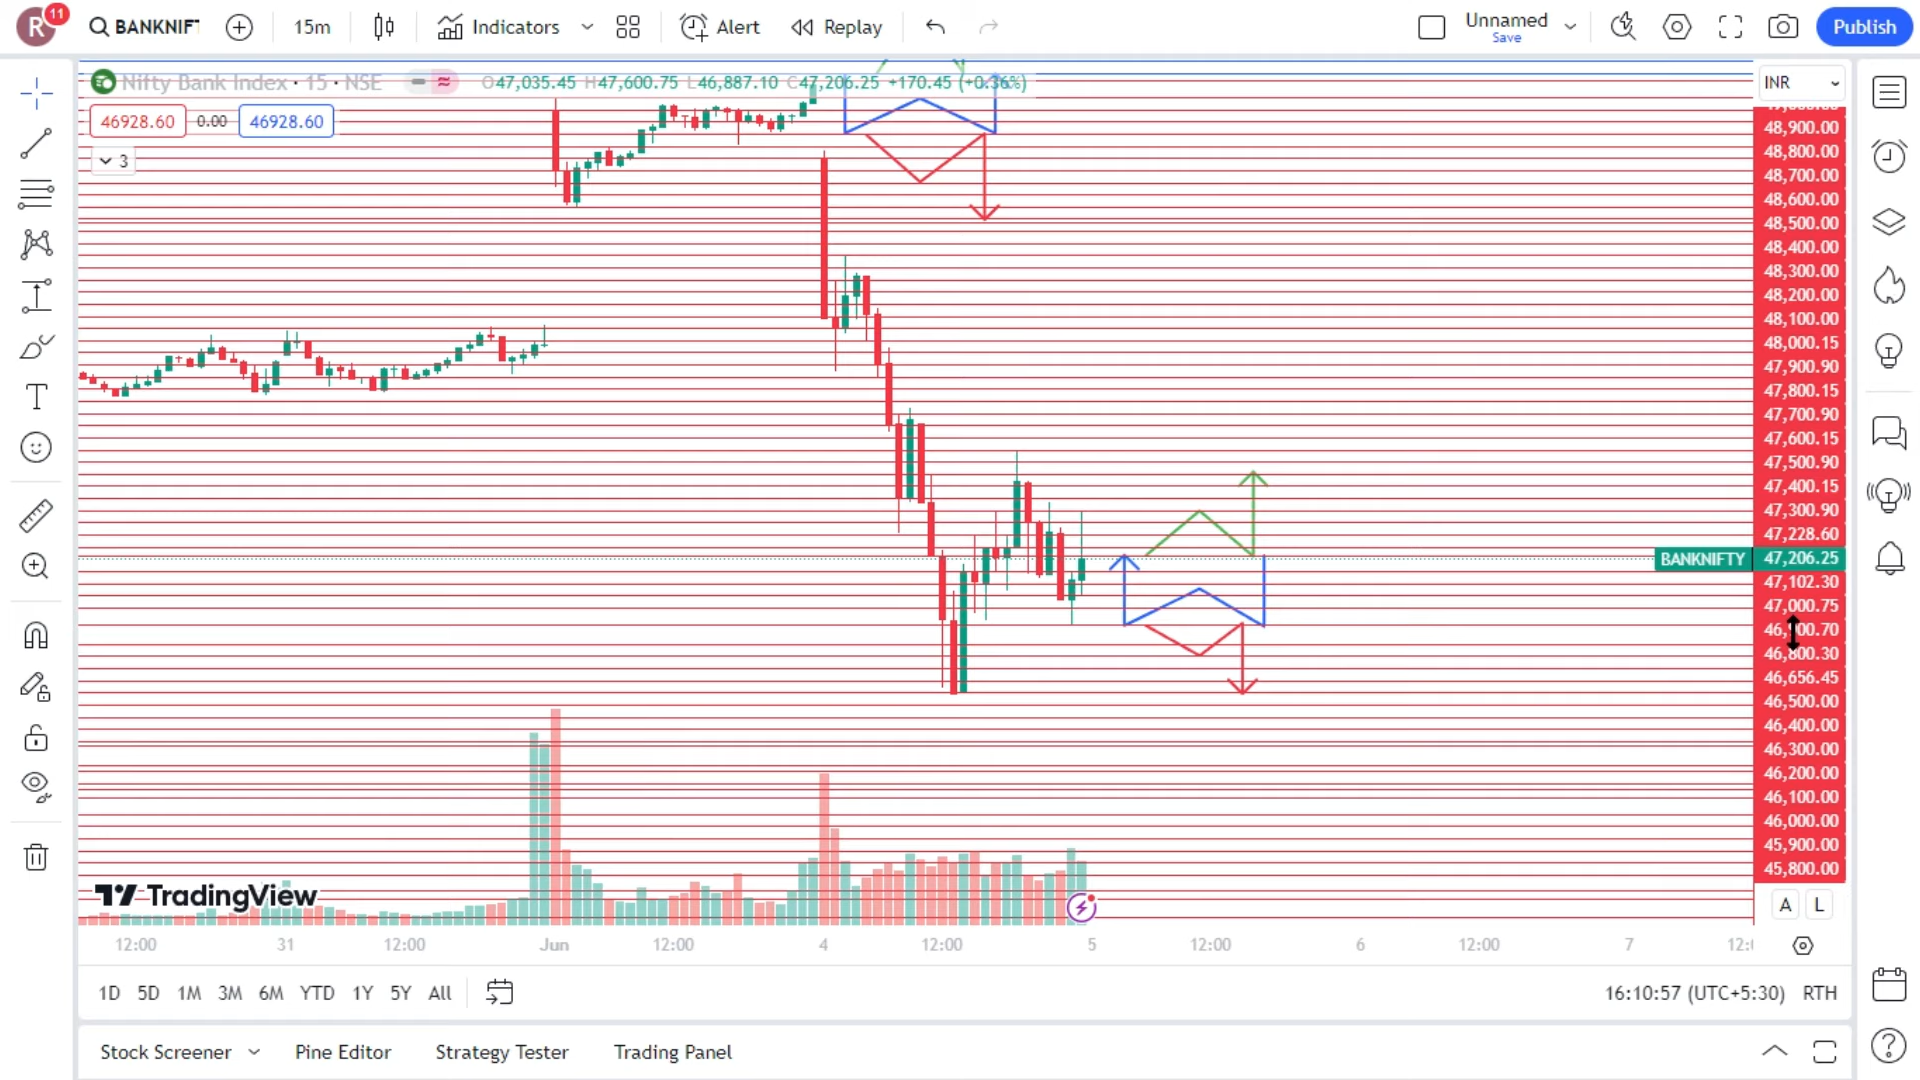 R
11
BANKNIF
15m
Indicators
Alert
Replay
Unnamed
Save
Publish
Nifty Bank Index · 15 · NSE
O47,035.45 H47,600.75 L46,887.10 C47,206.25 +170.45 (+0.36%)
INR
46928.60
0.00
46928.60
3
48,900.00
48,800.00
48,700.00
48,600.00
48,500.00
48,400.00
48,300.00
48,200.00
48,100.00
48,000.15
47,900.90
47,800.15
47,700.90
47,600.15
47,500.90
47,400.15
47,300.90
47,228.60
BANKNIFTY 47,206.25
47,102.30
47,000.75
46,900.70
46,800.30
46,656.45
46,500.00
46,400.00
46,300.00
46,200.00
46,100.00
46,000.00
45,900.00
45,800.00
TradingView
A L
12:00 31 12:00 Jun 12:00 4 12:00 5 12:00 6 12:00 7
1D 5D 1M 3M 6M YTD 1Y 5Y All
16:10:57 (UTC+5:30) RTH
Stock Screener
Pine Editor
Strategy Tester
Trading Panel